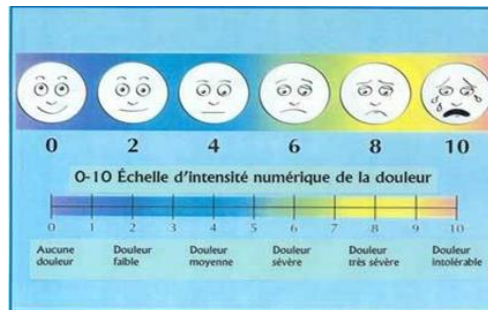 0 2 4 6 8 10
0-10 Échelle d'intensité numérique de la douleur
0 1 2 3 4 5 6 7 8 9 10
Aucune douleur
Douleur faible
Douleur moyenne
Douleur sévère
Douleur très sévère
Douleur intolérable